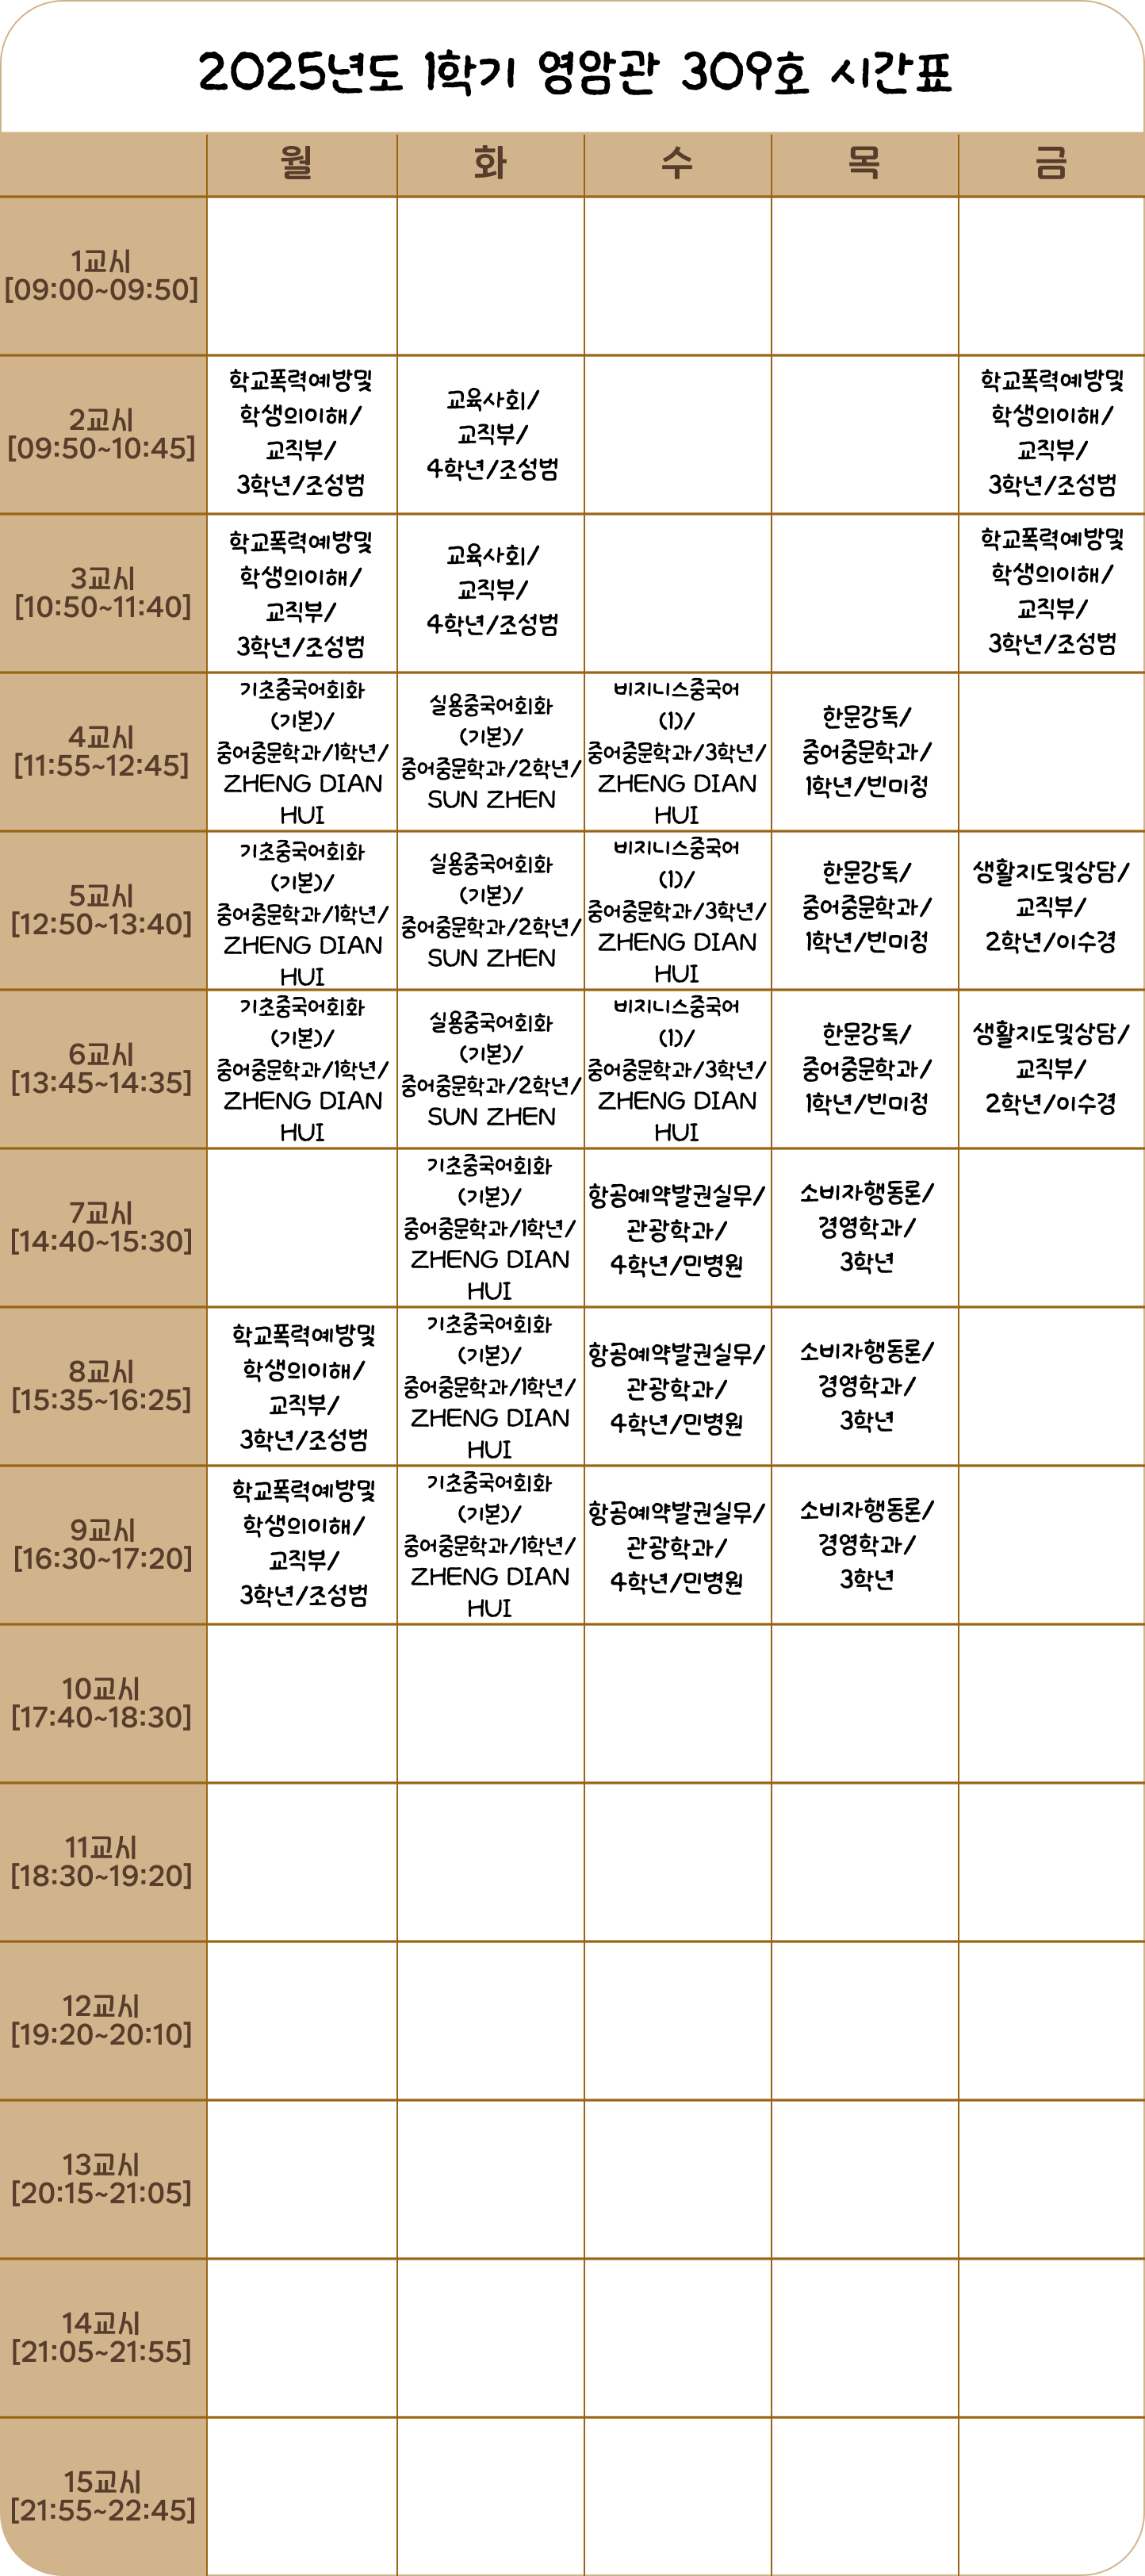 2025년도 1학기 영암관 309호 시간표
월 화 수 목 금
1교시
[09:00~09:50]
2교시
[09:50~10:45]
학교폭력예방및
학생의이해/
교직부/
3학년/조성범
교육사회/
교직부/
4학년/조성범
학교폭력예방및
학생의이해/
교직부/
3학년/조성범
3교시
[10:50~11:40]
학교폭력예방및
학생의이해/
교직부/
3학년/조성범
교육사회/
교직부/
4학년/조성범
학교폭력예방및
학생의이해/
교직부/
3학년/조성범
4교시
[11:55~12:45]
기초중국어회화
(기본)/
중어중문학과/1학년/
ZHENG DIAN
HUI
실용중국어회화
(기본)/
중어중문학과/2학년/
SUN ZHEN
비지니스중국어
(1)/
중어중문학과/3학년/
ZHENG DIAN
HUI
한문강독/
중어중문학과/
1학년/빈미정
5교시
[12:50~13:40]
기초중국어회화
(기본)/
중어중문학과/1학년/
ZHENG DIAN
HUI
실용중국어회화
(기본)/
중어중문학과/2학년/
SUN ZHEN
비지니스중국어
(1)/
중어중문학과/3학년/
ZHENG DIAN
HUI
한문강독/
중어중문학과/
1학년/빈미정
생활지도및상담/
교직부/
2학년/이수경
6교시
[13:45~14:35]
기초중국어회화
(기본)/
중어중문학과/1학년/
ZHENG DIAN
HUI
실용중국어회화
(기본)/
중어중문학과/2학년/
SUN ZHEN
비지니스중국어
(1)/
중어중문학과/3학년/
ZHENG DIAN
HUI
한문강독/
중어중문학과/
1학년/빈미정
생활지도및상담/
교직부/
2학년/이수경
7교시
[14:40~15:30]
기초중국어회화
(기본)/
중어중문학과/1학년/
ZHENG DIAN
HUI
항공예약발권실무/
관광학과/
4학년/민병원
소비자행동론/
경영학과/
3학년
8교시
[15:35~16:25]
학교폭력예방및
학생의이해/
교직부/
3학년/조성범
기초중국어회화
(기본)/
중어중문학과/1학년/
ZHENG DIAN
HUI
항공예약발권실무/
관광학과/
4학년/민병원
소비자행동론/
경영학과/
3학년
9교시
[16:30~17:20]
학교폭력예방및
학생의이해/
교직부/
3학년/조성범
기초중국어회화
(기본)/
중어중문학과/1학년/
ZHENG DIAN
HUI
항공예약발권실무/
관광학과/
4학년/민병원
소비자행동론/
경영학과/
3학년
10교시
[17:40~18:30]
11교시
[18:30~19:20]
12교시
[19:20~20:10]
13교시
[20:15~21:05]
14교시
[21:05~21:55]
15교시
[21:55~22:45]